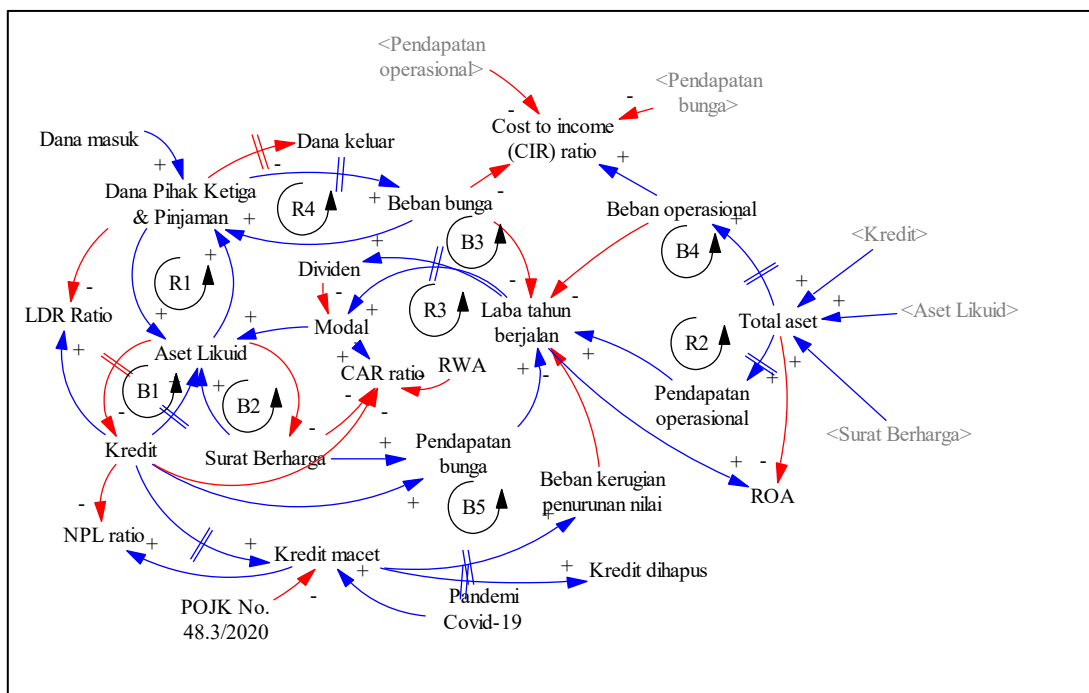 <Pendapatan
operasional>
<Pendapatan
bunga>
Cost to income
(CIR) ratio
Dana masuk
Dana keluar
Dana Pihak Ketiga
& Pinjaman
R4
Beban bunga
B3
Beban operasional
B4
<Kredit>
R1
Dividen
R3
LDR Ratio
Modal
Laba tahun
berjalan
R2
Total aset
<Aset Likuid>
Aset Likuid
CAR ratio
RWA
B1
B2
Pendapatan
operasional
Kredit
Surat Berharga
Pendapatan
bunga
<Surat Berharga>
Beban kerugian
penurunan nilai
ROA
B5
NPL ratio
Kredit macet
Kredit dihapus
POJK No.
48.3/2020
Pandemi
Covid-19